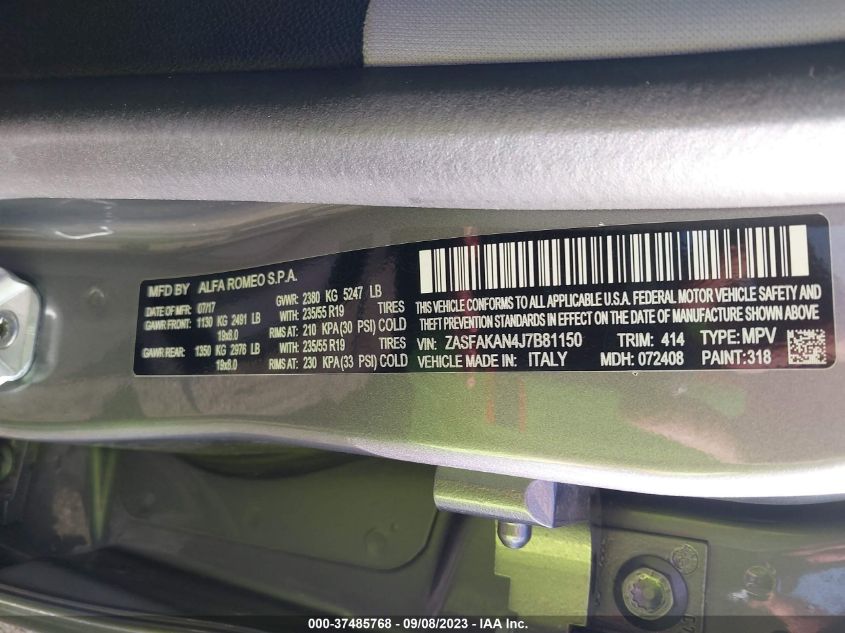 MFD BY ALFA ROMEO S.P.A.
DATE OF MFR: 07/17 GVWR: 2380 KG 5247 LB
GAWR FRONT: 1130 KG 2491 LB WITH: 235/55 R19 TIRES
19x8.0 RIMS AT: 210 KPA(30 PSI) COLD
GAWR REAR: 1350 KG 2976 LB WITH: 235/55 R19 TIRES
19x8.0 RIMS AT: 230 KPA(33 PSI) COLD
THIS VEHICLE CONFORMS TO ALL APPLICABLE U.S.A. FEDERAL MOTOR VEHICLE SAFETY AND
THEFT PREVENTION STANDARDS IN EFFECT ON THE DATE OF MANUFACTURE SHOWN ABOVE
VIN: ZASFAKAN4J7B81150 TRIM: 414 TYPE: MPV
VEHICLE MADE IN: ITALY MDH: 072408 PAINT:318
000-37485768 - 09/08/2023 - IAA Inc.